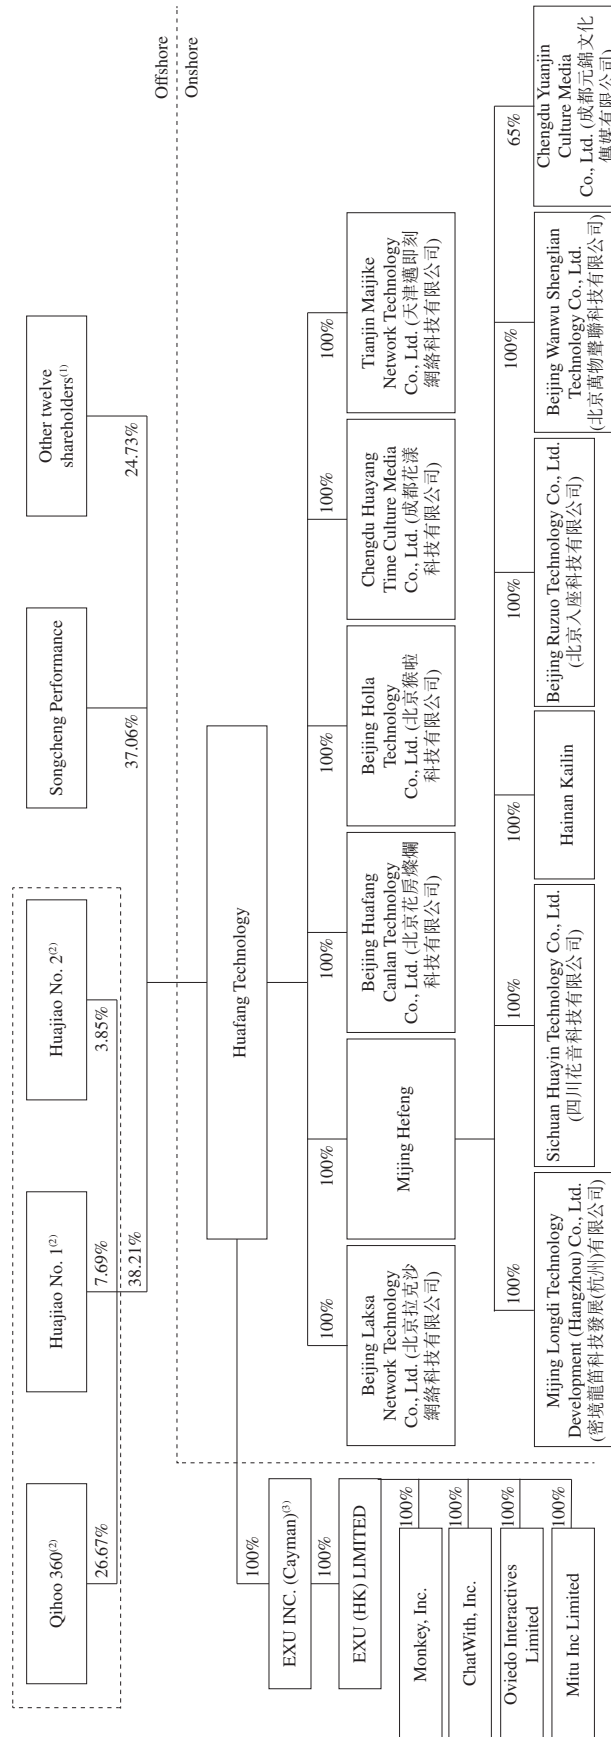 Qihoo 360(2)
Huajiao No. 1(2)
Huajiao No. 2(2)
Songcheng Performance
Other twelve
shareholders(1)
26.67%
7.69%
3.85%
38.21%
37.06%
24.73%
Offshore
Onshore
Huafang Technology
100%
EXU INC. (Cayman)(3)
100%
EXU (HK) LIMITED
100%
Monkey, Inc.
100%
ChatWith, Inc.
100%
Oviedo Interactives
Limited
100%
Mitu Inc Limited
100%
Beijing Laksa
Network Technology
Co., Ltd. (北京拉克沙
網絡科技有限公司)
100%
Mijing Hefeng
100%
Beijing Huafang
Canlan Technology
Co., Ltd. (北京花房燦爛
科技有限公司)
100%
Beijing Holla
Technology
Co., Ltd. (北京猴啦
科技有限公司)
100%
Chengdu Huayang
Time Culture Media
Co., Ltd. (成都花漾
科技有限公司)
100%
Tianjin Maijike
Network Technology
Co., Ltd. (天津邁即刻
網絡科技有限公司)
100%
Mijing Longdi Technology
Development (Hangzhou) Co., Ltd.
(密境龍笛科技發展(杭州)有限公司)
100%
Sichuan Huayin Technology Co., Ltd.
(四川花音科技有限公司)
100%
Hainan Kailin
100%
Beijing Ruzuo Technology Co., Ltd.
(北京入座科技有限公司)
100%
Beijing Wanwu Shenglian
Technology Co., Ltd.
(北京萬物聲聯科技有限公司)
65%
Chengdu Yuanjin
Culture Media
Co., Ltd. (成都元錦文化
傳媒有限公司)